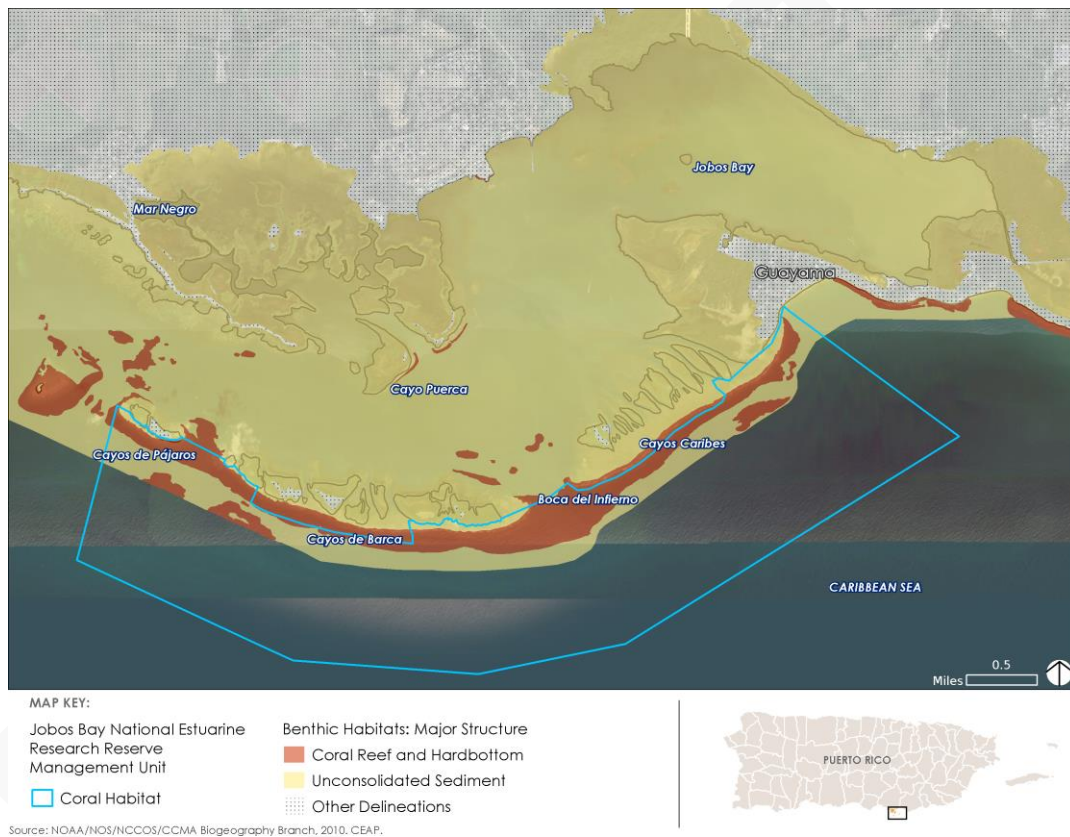 Jobos Bay
Mar Negro
Guayama
Cayo Puerca
Cayos Caribes
Cayos de Pájaros
Boca del Infierno
Cayos de Barca
CARIBBEAN SEA
0.5
Miles
MAP KEY:
Jobos Bay National Estuarine
Research Reserve
Management Unit
Coral Habitat
Benthic Habitats: Major Structure
Coral Reef and Hardbottom
Unconsolidated Sediment
Other Delineations
PUERTO RICO
Source: NOAA/NOS/NCCOS/CCMA Biogeography Branch, 2010. CEAP.